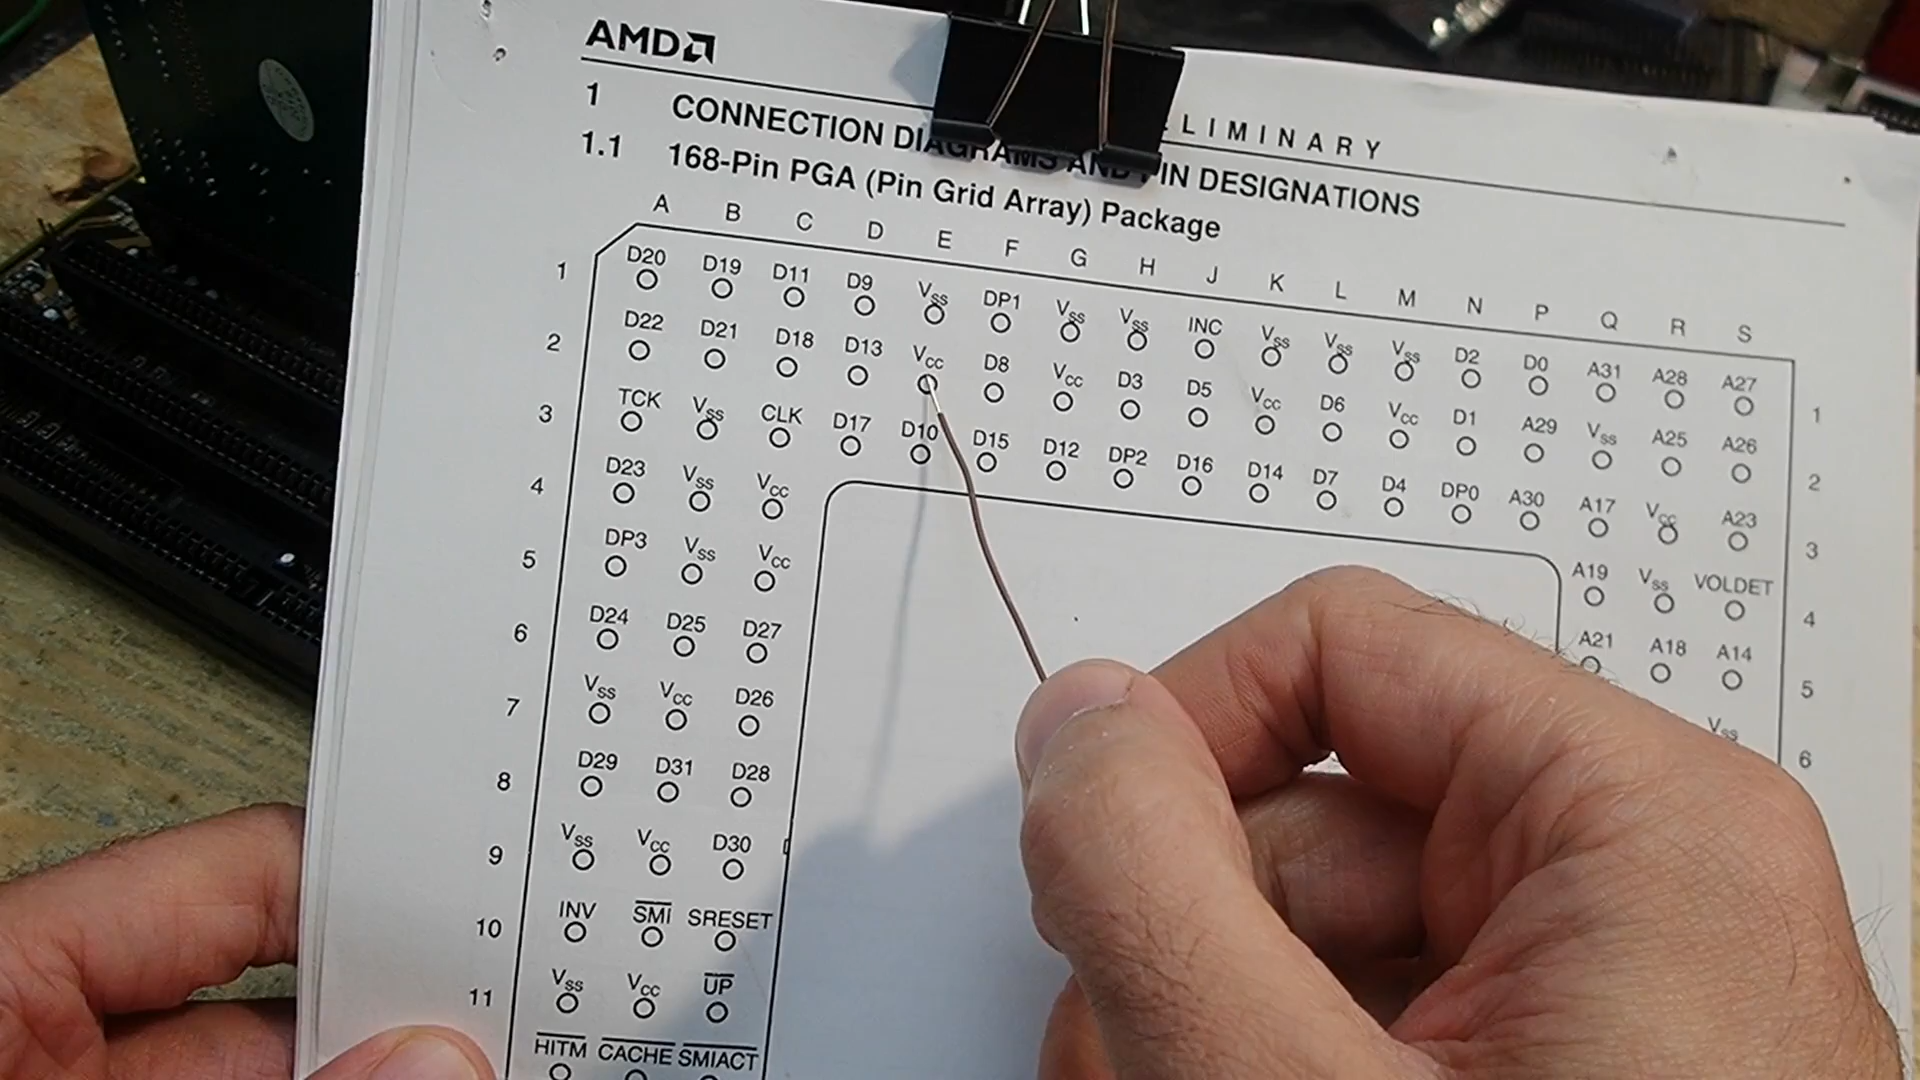 AMD
LIMINARY
1 CONNECTION DIAGRAMS AND PIN DESIGNATIONS
1.1 168-Pin PGA (Pin Grid Array) Package
A B C D E F G H J K L M N P Q R S
1 D20 D19 D11 D9 Vss DP1 Vss Vss INC Vss Vss Vss D2 D0 A31 A28 A27 1
2 D22 D21 D18 D13 Vcc D8 Vcc D3 D5 Vcc D6 Vcc D1 A29 Vss A25 A26 2
3 TCK Vss CLK D17 D10 D15 D12 DP2 D16 D14 D7 D4 DP0 A30 A17 Vcc A23 3
4 D23 Vss Vcc A19 Vss VOLDET 4
5 DP3 Vss Vcc A21 A18 A14 5
6 D24 D25 D27 Vss 6
7 Vss Vcc D26
8 D29 D31 D28
9 Vss Vcc D30
10 INV SMI SRESET
11 Vss Vcc UP
HITM CACHE SMIACT